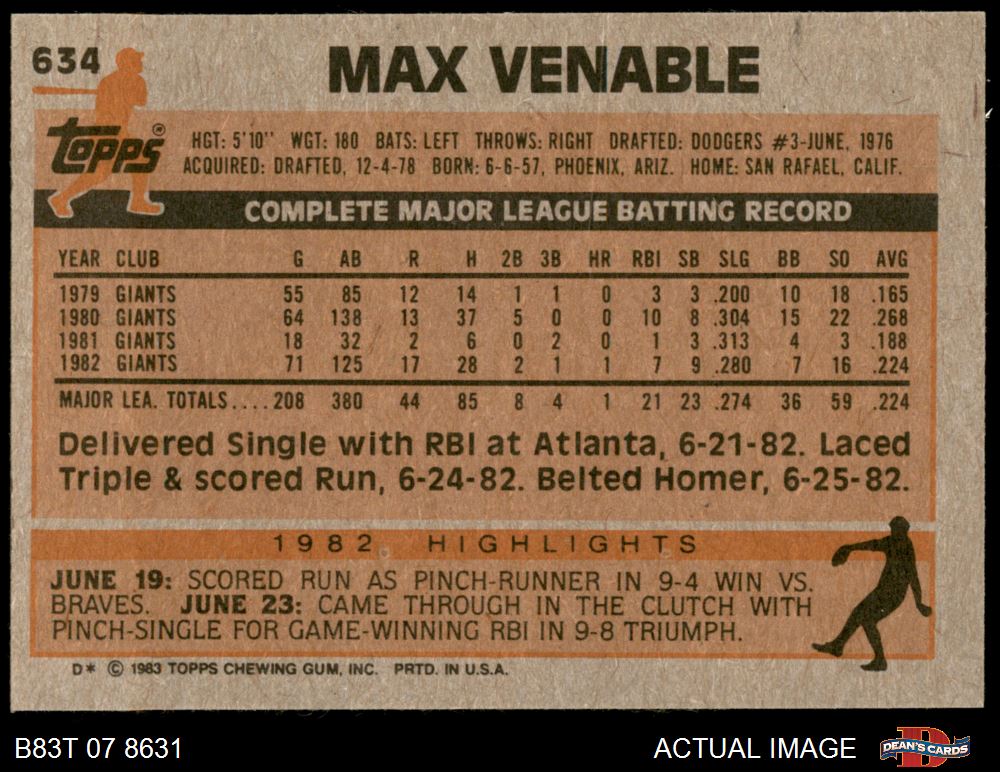 634
MAX VENABLE
Topps®
HGT: 5'10" WGT: 180 BATS: LEFT THROWS: RIGHT DRAFTED: DODGERS #3-JUNE, 1976
ACQUIRED: DRAFTED, 12-4-78 BORN: 6-6-57, PHOENIX, ARIZ. HOME: SAN RAFAEL, CALIF.
COMPLETE MAJOR LEAGUE BATTING RECORD
YEAR CLUB G AB R H 2B 3B HR RBI SB SLG BB SO AVG
1979 GIANTS 55 85 12 14 1 1 0 3 3 .200 10 18 .165
1980 GIANTS 64 138 13 37 5 0 0 10 8 .304 15 22 .268
1981 GIANTS 18 32 2 6 0 2 0 1 3 .313 4 3 .188
1982 GIANTS 71 125 17 28 2 1 1 7 9 .280 7 16 .224
MAJOR LEA. TOTALS....208 380 44 85 8 4 1 21 23 .274 36 59 .224
Delivered Single with RBI at Atlanta, 6-21-82. Laced
Triple & scored Run, 6-24-82. Belted Homer, 6-25-82.
1982 HIGHLIGHTS
JUNE 19: SCORED RUN AS PINCH-RUNNER IN 9-4 WIN VS.
BRAVES. JUNE 23: CAME THROUGH IN THE CLUTCH WITH
PINCH-SINGLE FOR GAME-WINNING RBI IN 9-8 TRIUMPH.
D* © 1983 TOPPS CHEWING GUM, INC. PRTD. IN U.S.A.
B83T 07 8631
ACTUAL IMAGE
D
DEAN'S CARDS